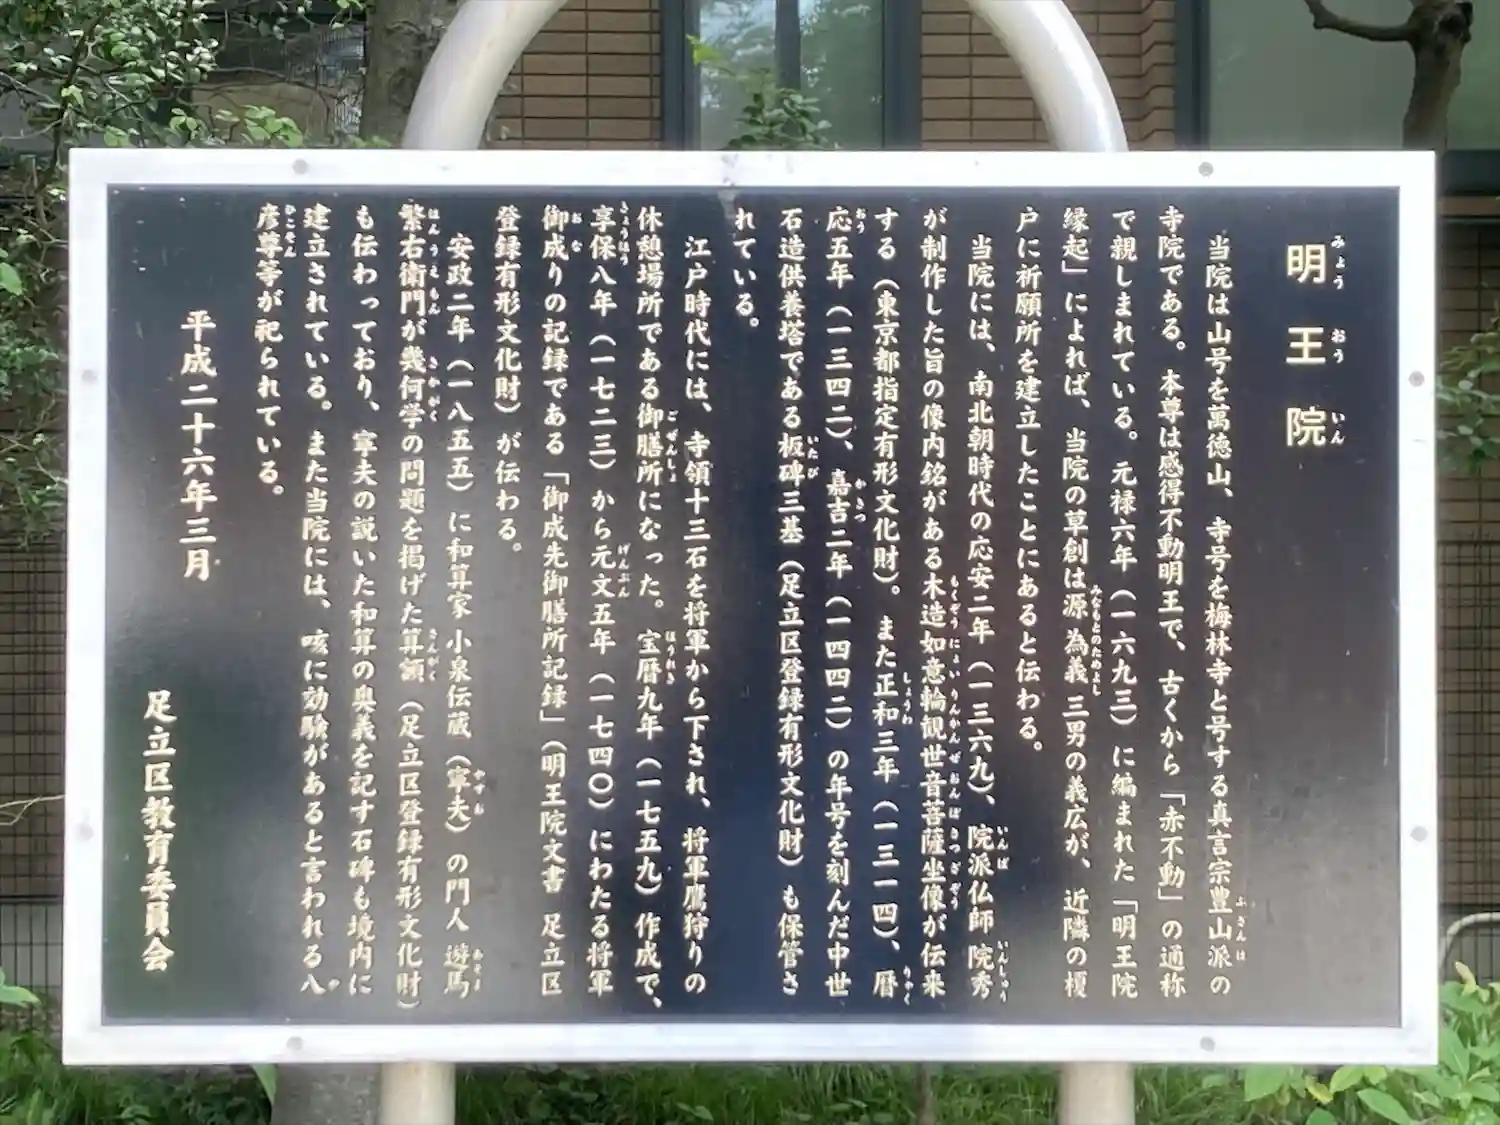 明王院
当院は山号を萬徳山、寺号を梅林寺と号する真言宗豊山派の
寺院である。本尊は感得不動明王で、古くから「赤不動」の通称
で親しまれている。元禄六年（一六九三）に編まれた「明王院
縁起」によれば、当院の草創は源為義三男の義広が、近隣の榎
戸に祈願所を建立したことにあると伝わる。
当院には、南北朝時代の応安二年（一三六九）、院派仏師院秀
が制作した旨の像内銘がある木造如意輪観世音菩薩坐像が伝来
する（東京都指定有形文化財）。また正和三年（一三一四）、暦
応五年（一三四二）、嘉吉二年（一四四二）の年号を刻んだ中世
石造供養塔である板碑三基（足立区登録有形文化財）も保管さ
れている。
江戸時代には、寺領十三石を将軍から下され、将軍鷹狩りの
休憩場所である御膳所になった。宝暦九年（一七五九）作成で、
享保八年（一七二三）から元文五年（一七四〇）にわたる将軍
御成りの記録である「御成先御膳所記録」（明王院文書 足立区
登録有形文化財）が伝わる。
安政二年（一八五五）に和算家 小泉伝蔵（寧夫）の門人 遊馬
繁右衛門が幾何学の問題を掲げた算額（足立区登録有形文化財）
も伝わっており、寧夫の説いた和算の奥義を記す石碑も境内に
建立されている。また当院には、咳に効験があると言われる八
彦尊等が祀られている。
平成二十六年三月
足立区教育委員会